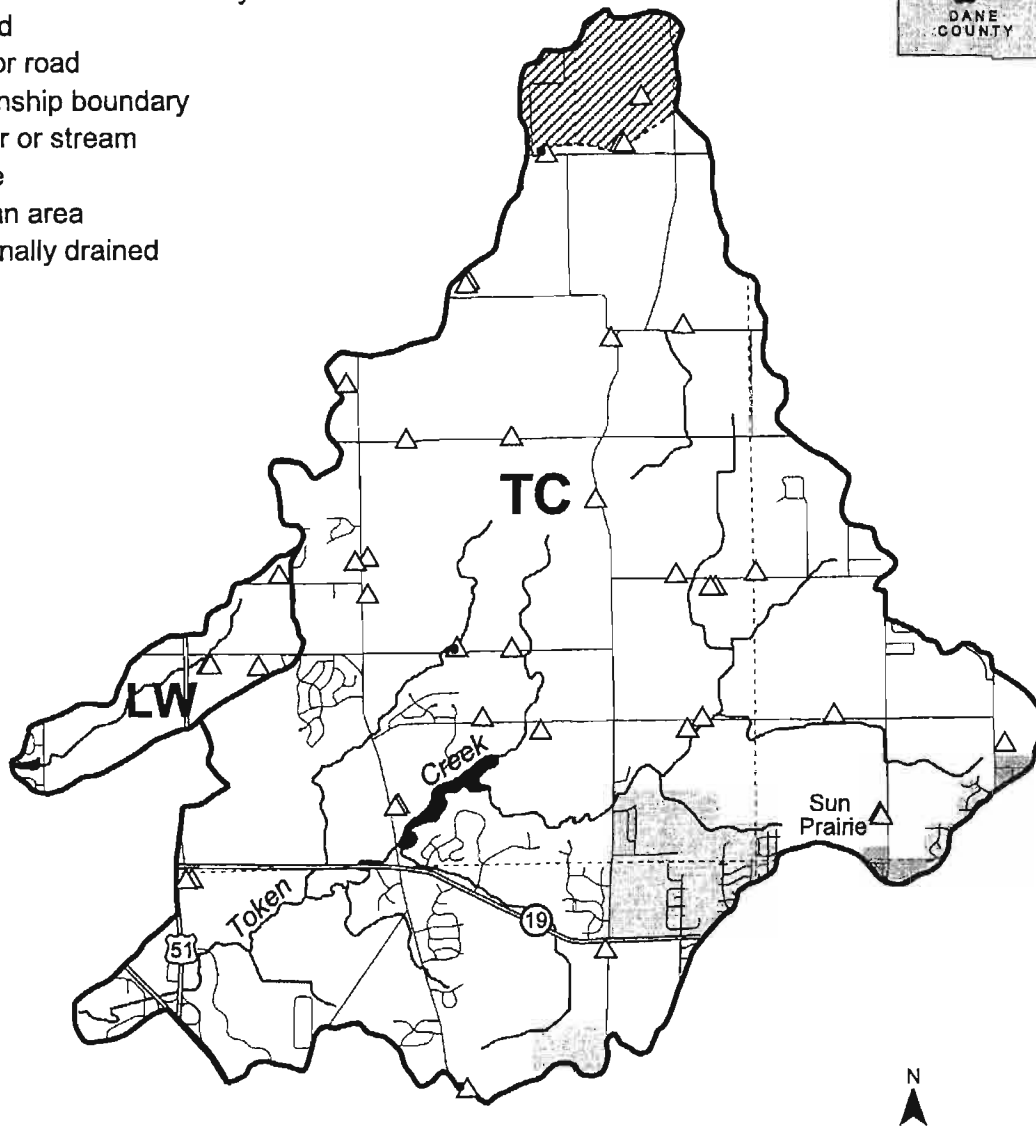 d
or road
nship boundary
r or stream
e
an area
nally drained
DANE
COUNTY
TC
LW
Creek
Sun
Prairie
19
Token
51
N